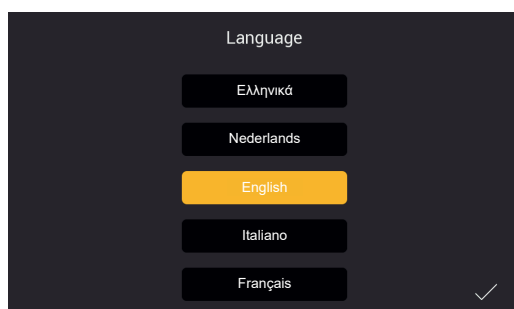 Language
Ελληνικά
Nederlands
English
Italiano
Français